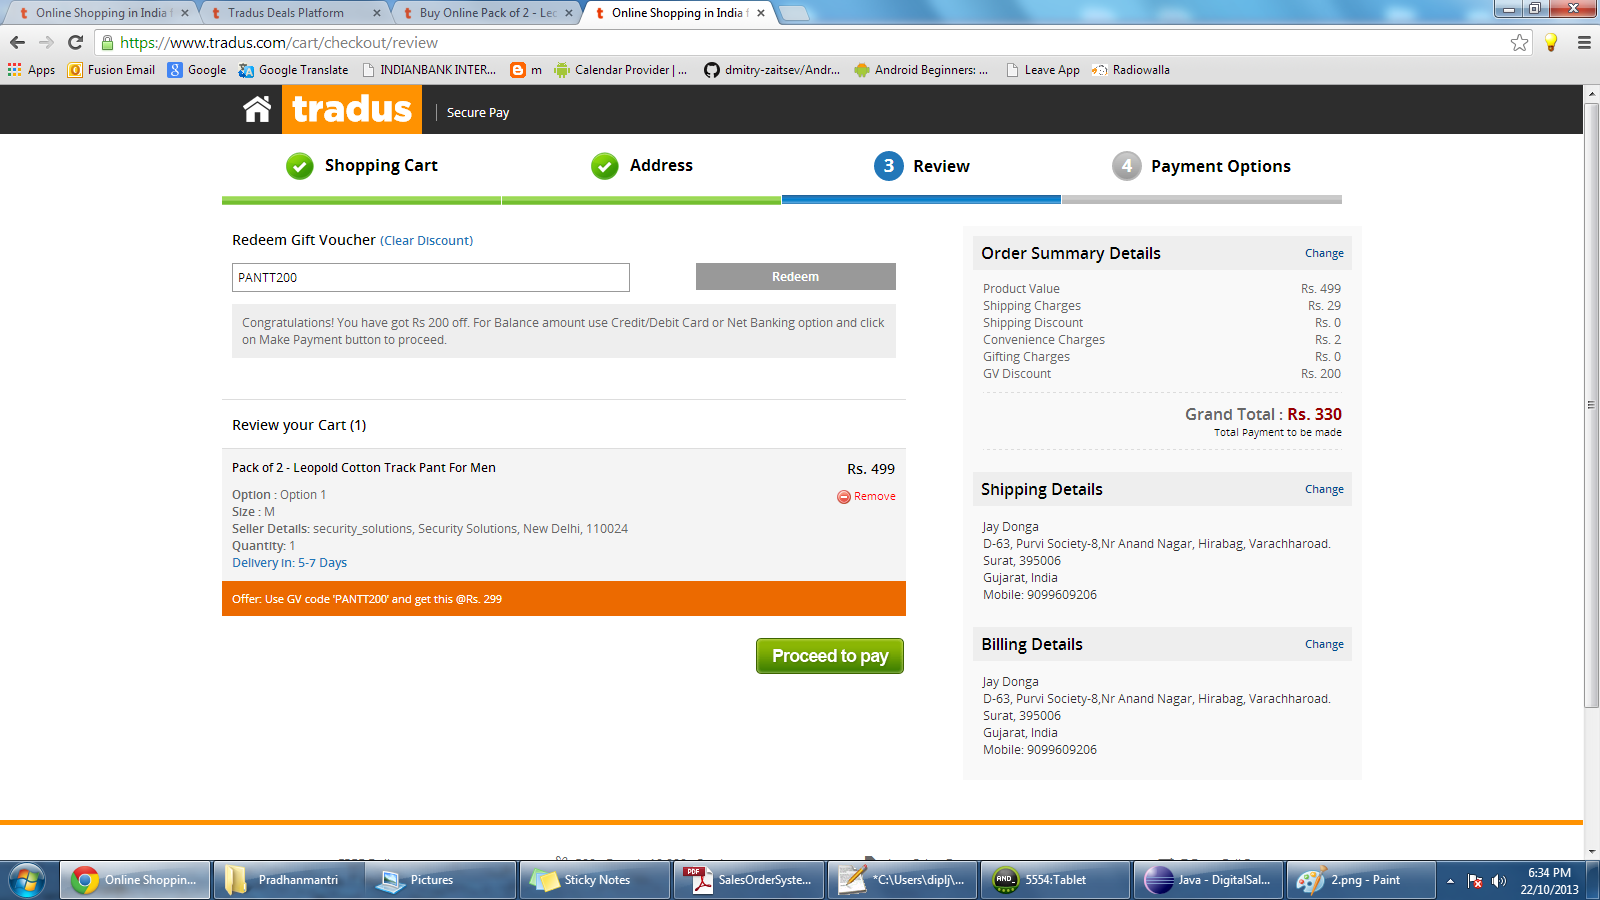 Online Shopping in India f
Tradus Deals Platform
Buy Online Pack of 2 - Leo
Online Shopping in India f
https://www.tradus.com/cart/checkout/review
Apps
Fusion Email
Google
Google Translate
INDIANBANK INTER...
m
Calendar Provider | ...
dmitry-zaitsev/Andr...
Android Beginners: ...
Leave App
Radiowalla
tradus
Secure Pay
Shopping Cart
Address
3 Review
4 Payment Options
Redeem Gift Voucher (Clear Discount)
PANTT200
Redeem
Congratulations! You have got Rs 200 off. For Balance amount use Credit/Debit Card or Net Banking option and click
on Make Payment button to proceed.
Review your Cart (1)
Pack of 2 - Leopold Cotton Track Pant For Men
Rs. 499
Option : Option 1
Remove
Size : M
Seller Details: security_solutions, Security Solutions, New Delhi, 110024
Quantity: 1
Delivery In: 5-7 Days
Offer: Use GV code 'PANTT200' and get this @Rs. 299
Proceed to pay
Order Summary Details
Change
Product Value Rs. 499
Shipping Charges Rs. 29
Shipping Discount Rs. 0
Convenience Charges Rs. 2
Gifting Charges Rs. 0
GV Discount Rs. 200
Grand Total : Rs. 330
Total Payment to be made
Shipping Details
Change
Jay Donga
D-63, Purvi Society-8,Nr Anand Nagar, Hirabag, Varachharoad.
Surat, 395006
Gujarat, India
Mobile: 9099609206
Billing Details
Change
Jay Donga
D-63, Purvi Society-8,Nr Anand Nagar, Hirabag, Varachharoad.
Surat, 395006
Gujarat, India
Mobile: 9099609206
Online Shoppin...
Pradhanmantri
Pictures
Sticky Notes
PDF
SalesOrderSyste...
*C:\Users\diplj\...
AND_
5554:Tablet
Java - DigitalSal...
2.png - Paint
6:34 PM
22/10/2013